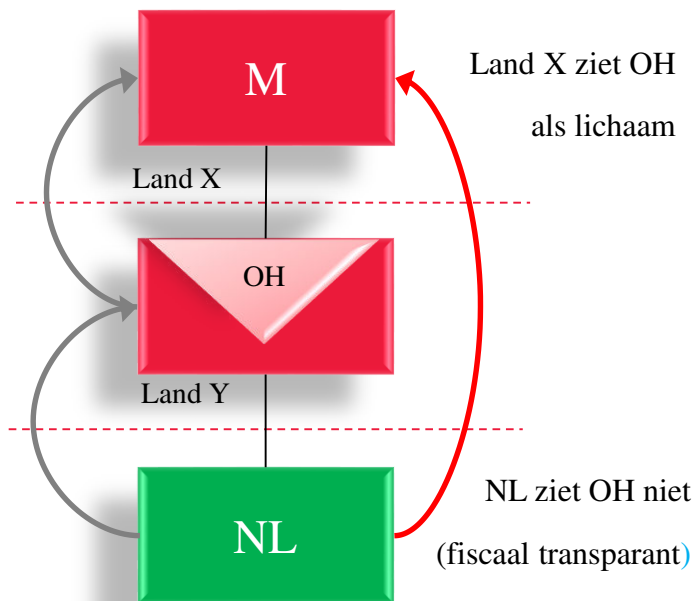 M
Land X ziet OH
als lichaam
Land X
OH
Land Y
NL
NL ziet OH niet
(fiscaal transparant)